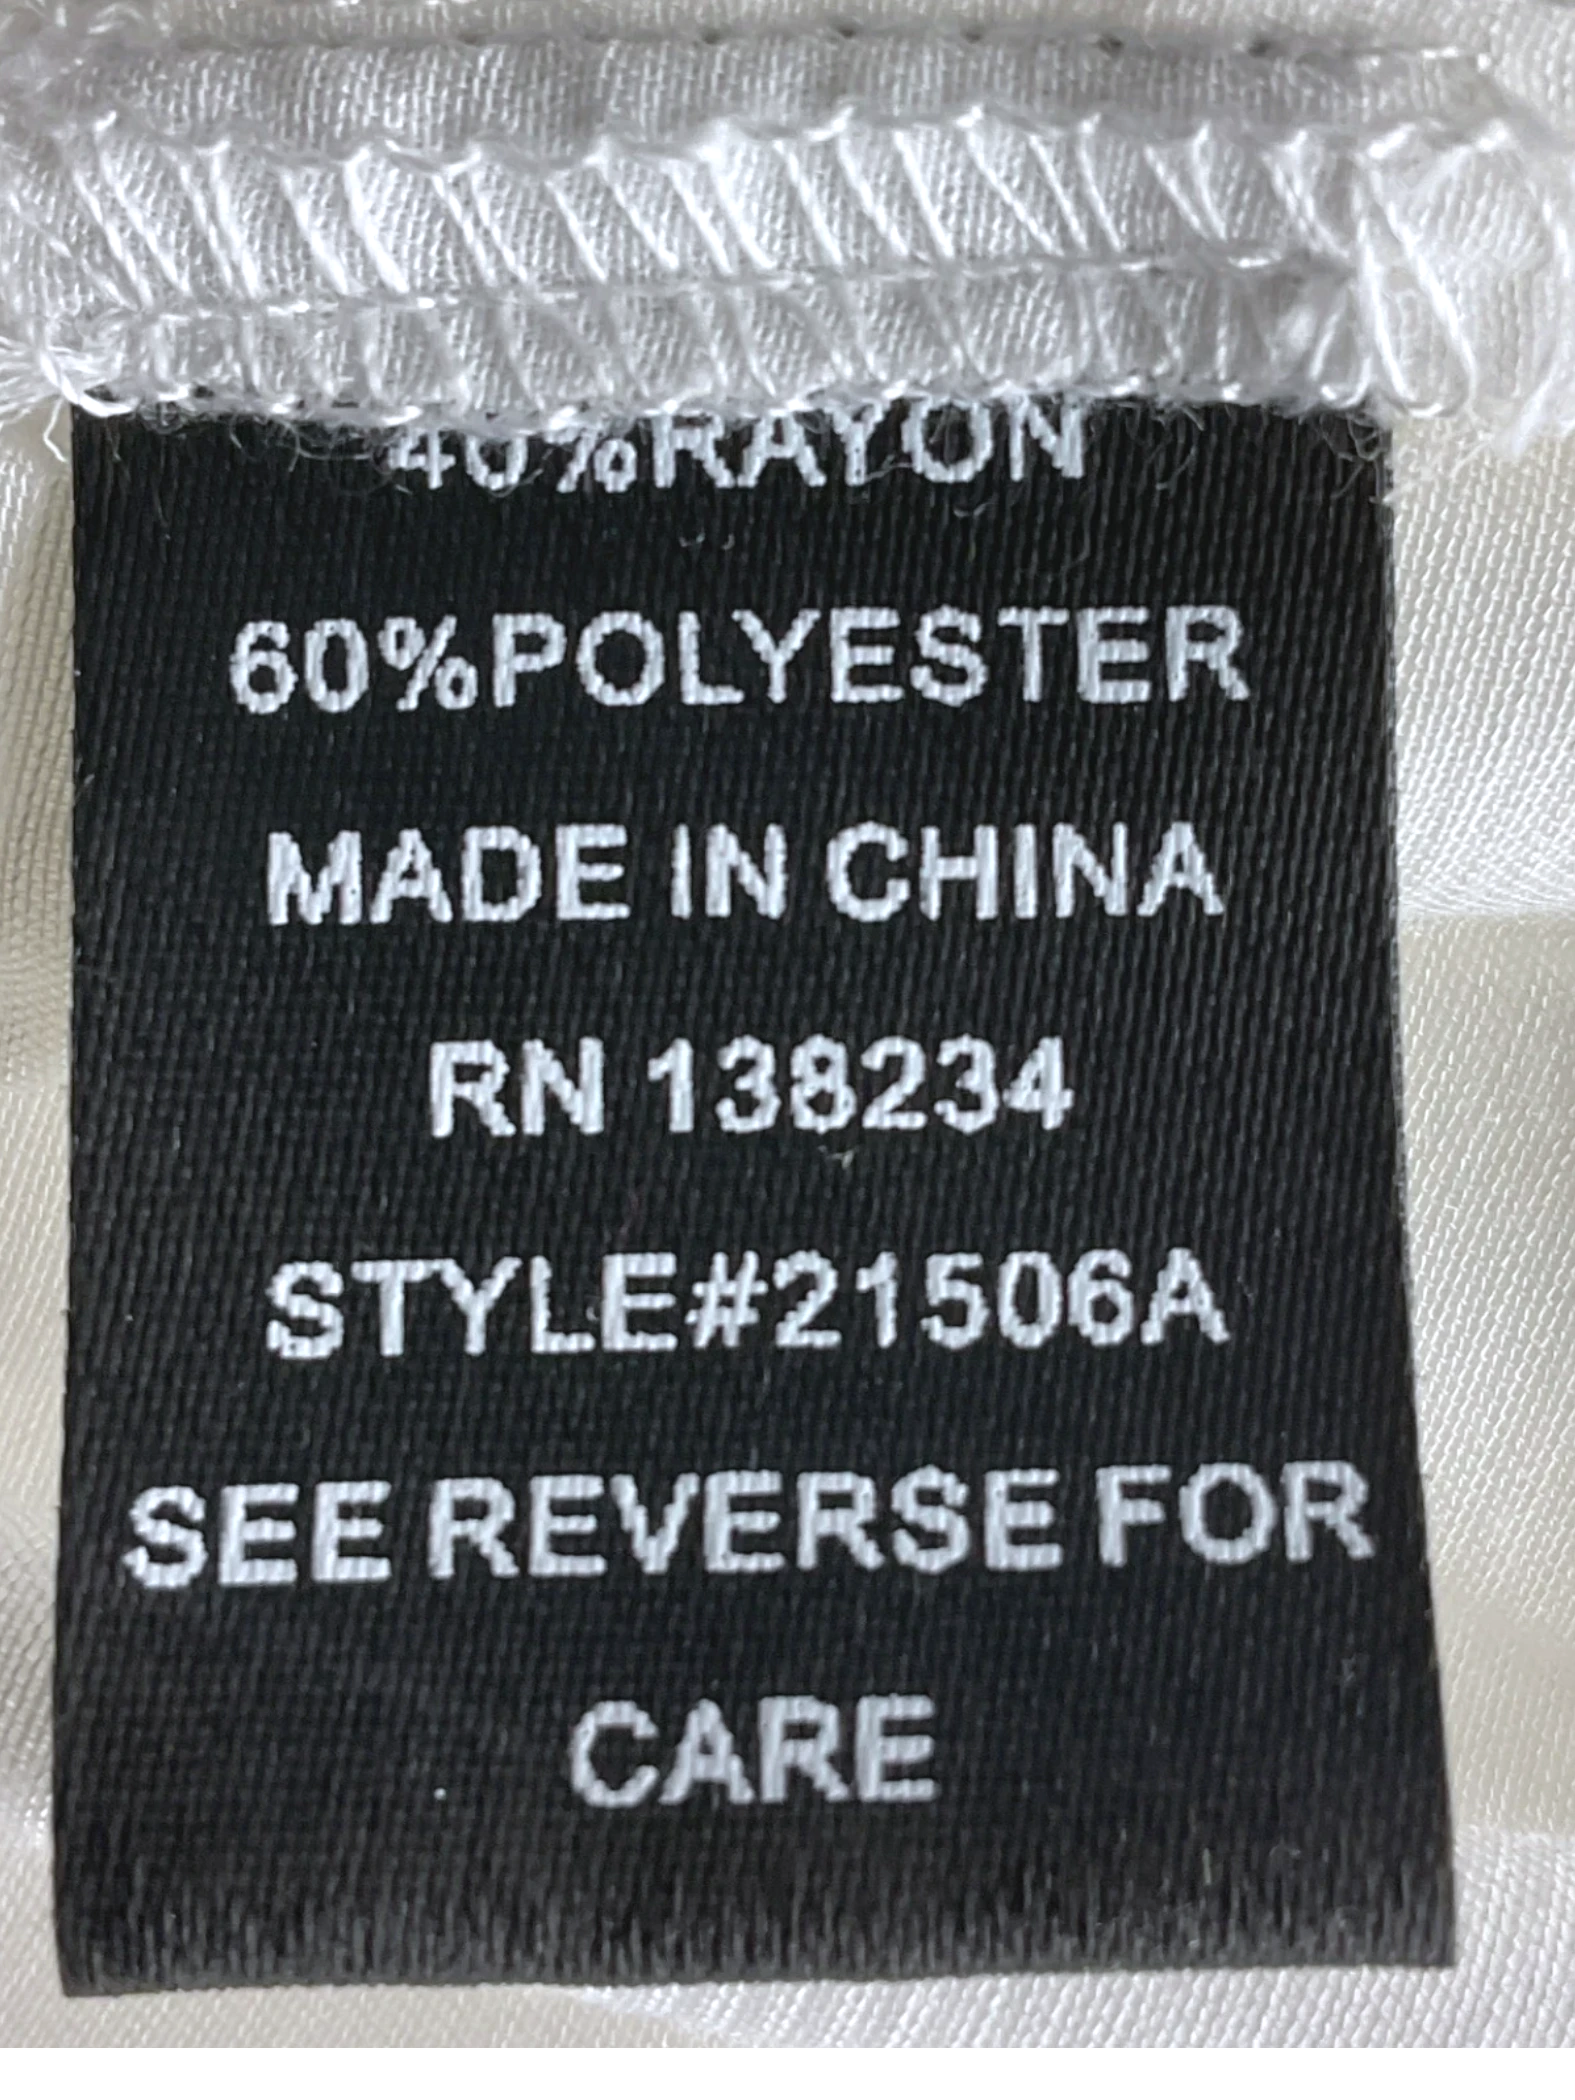 40%RAYON
60%POLYESTER
MADE IN CHINA
RN 138234
STYLE#21506A
SEE REVERSE FOR
CARE